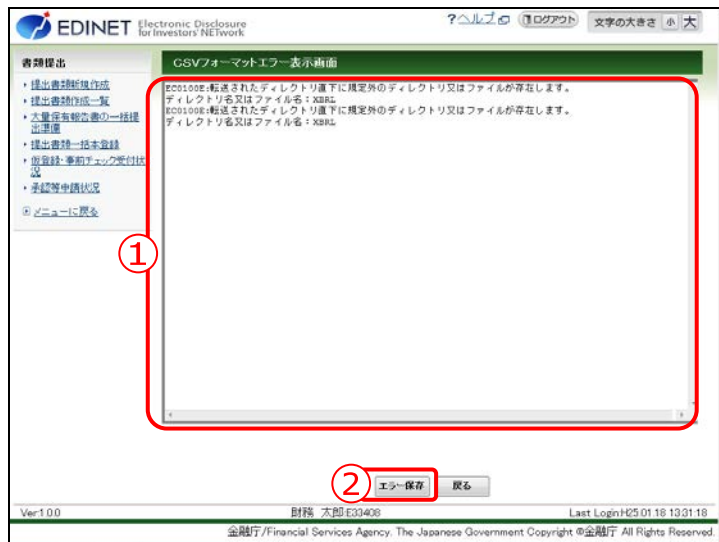 EDINET Electronic Disclosure for Investors' NETwork
?ヘルプ ログアウト 文字の大きさ 小 大
書類提出
・提出書類新規作成
・提出書類作成一覧
・大量保有報告書の一括提
出準備
・提出書類一括本登録
・仮登録・事前チェック受付状
況
・承認等申請状況
メニューに戻る
CSVフォーマットエラー表示画面
EC0100E:転送されたディレクトリ直下に規定外のディレクトリ又はファイルが存在します。
ディレクトリ名又はファイル名:XBRL
EC0100E:転送されたディレクトリ直下に規定外のディレクトリ又はファイルが存在します。
ディレクトリ名又はファイル名:XBRL
①
② エラー保存 戻る
Ver.1.0.0 財務 太郎:E33408 Last Login:H25.01.18 13:31:18
金融庁/Financial Services Agency. The Japanese Government Copyright ©金融庁 All Rights Reserved.